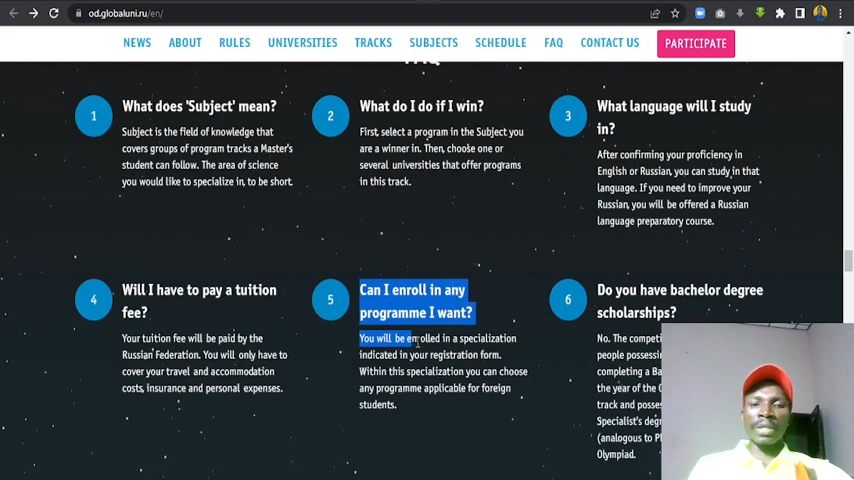 od.globaluni.ru/en/
NEWS ABOUT RULES UNIVERSITIES TRACKS SUBJECTS SCHEDULE FAQ CONTACT US PARTICIPATE
FAQ
1
What does 'Subject' mean?
Subject is the field of knowledge that
covers groups of program tracks a Master's
student can follow. The area of science
you would like to specialize in, to be short.
2
What do I do if I win?
First, select a program in the Subject you
are a winner in. Then, choose one or
several universities that offer programs
in this track.
3
What language will I study
in?
After confirming your proficiency in
English or Russian, you can study in that
language. If you need to improve your
Russian, you will be offered a Russian
language preparatory course.
4
Will I have to pay a tuition
fee?
Your tuition fee will be paid by the
Russian Federation. You will only have to
cover your travel and accommodation
costs, insurance and personal expenses.
5
Can I enroll in any
programme I want?
You will be enrolled in a specialization
indicated in your registration form.
Within this specialization you can choose
any programme applicable for foreign
students.
6
Do you have bachelor degree
scholarships?
No. The
people
completing a
the year of the
track and
Specialist's
(analogous to
Olympiad.